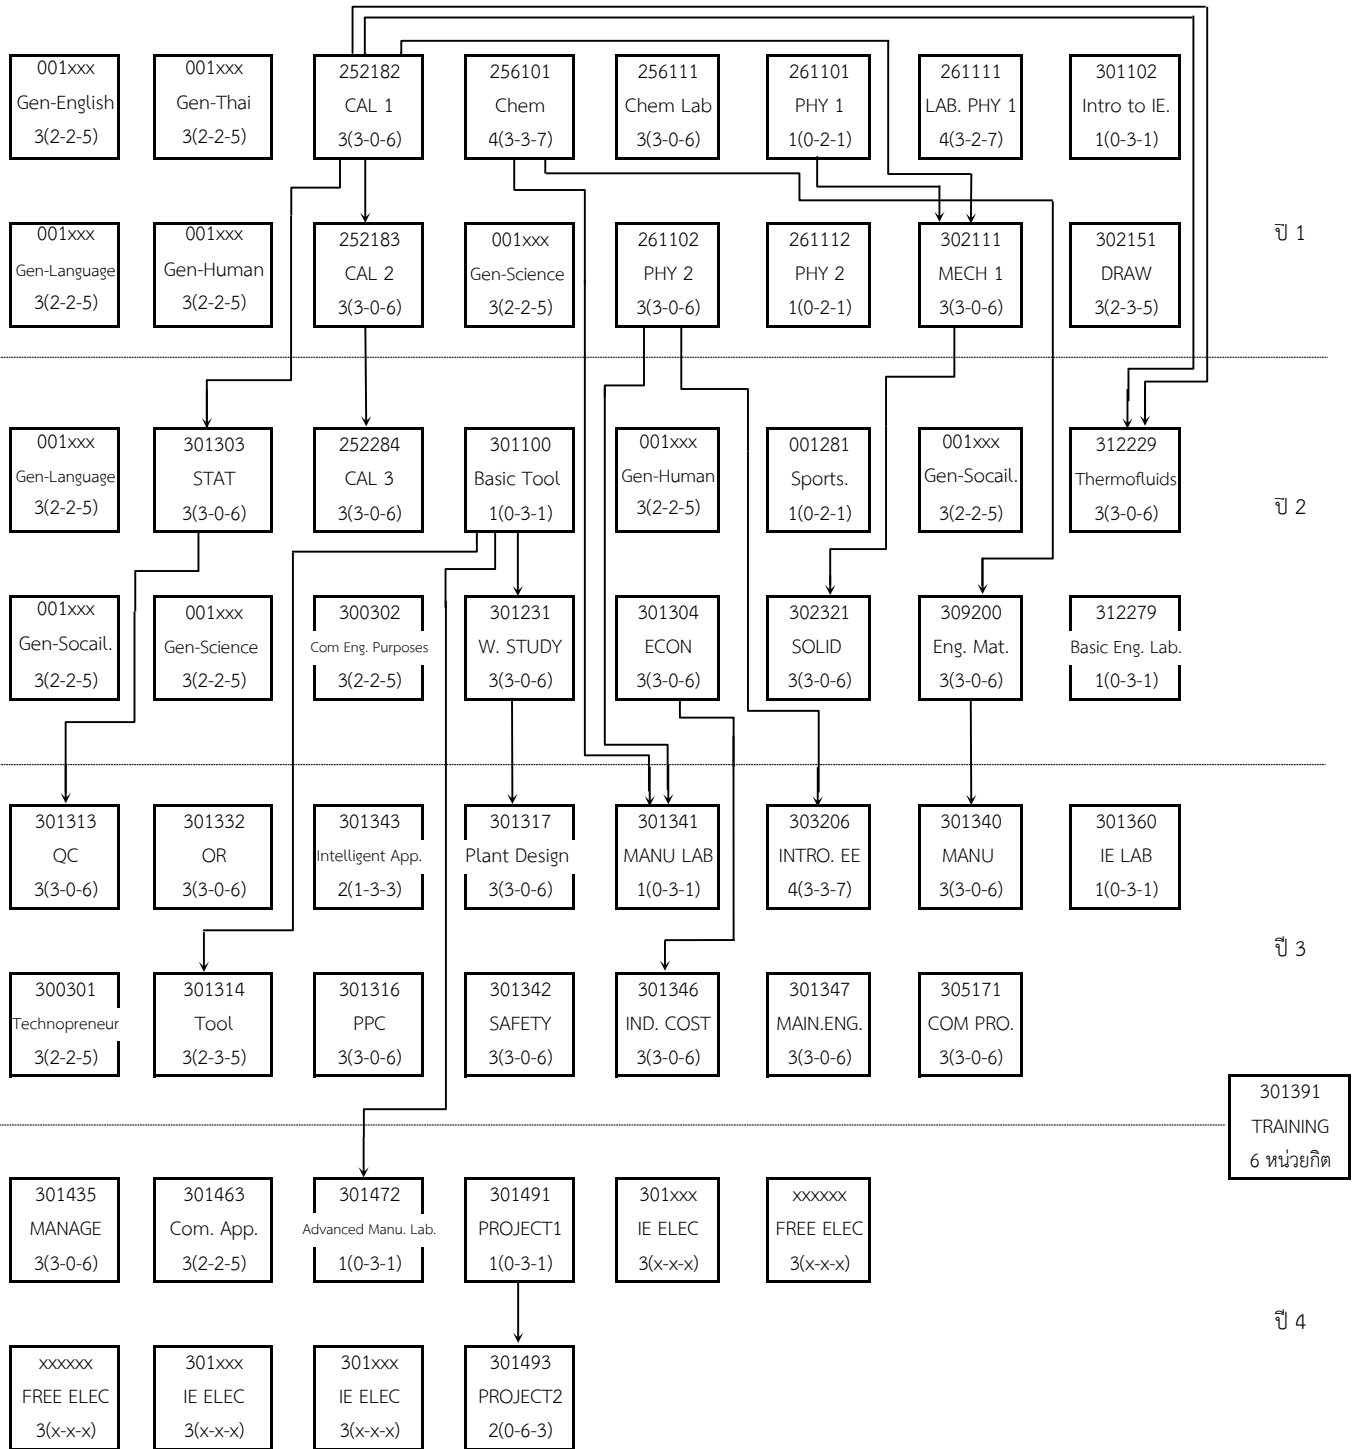 001xxx
Gen-English
3(2-2-5)
001xxx
Gen-Thai
3(2-2-5)
252182
CAL 1
3(3-0-6)
256101
Chem
4(3-3-7)
256111
Chem Lab
3(3-0-6)
261101
PHY 1
1(0-2-1)
261111
LAB. PHY 1
4(3-2-7)
301102
Intro to IE.
1(0-3-1)
001xxx
Gen-Language
3(2-2-5)
001xxx
Gen-Human
3(2-2-5)
252183
CAL 2
3(3-0-6)
001xxx
Gen-Science
3(2-2-5)
261102
PHY 2
3(3-0-6)
261112
PHY 2
1(0-2-1)
302111
MECH 1
3(3-0-6)
302151
DRAW
3(2-3-5)
ปี 1
001xxx
Gen-Language
3(2-2-5)
301303
STAT
3(3-0-6)
252284
CAL 3
3(3-0-6)
301100
Basic Tool
1(0-3-1)
001xxx
Gen-Human
3(2-2-5)
001281
Sports.
1(0-2-1)
001xxx
Gen-Socail.
3(2-2-5)
312229
Thermofluids
3(3-0-6)
ปี 2
001xxx
Gen-Socail.
3(2-2-5)
001xxx
Gen-Science
3(2-2-5)
300302
Com Eng. Purposes
3(2-2-5)
301231
W. STUDY
3(3-0-6)
301304
ECON
3(3-0-6)
302321
SOLID
3(3-0-6)
309200
Eng. Mat.
3(3-0-6)
312279
Basic Eng. Lab.
1(0-3-1)
301313
QC
3(3-0-6)
301332
OR
3(3-0-6)
301343
Intelligent App.
2(1-3-3)
301317
Plant Design
3(3-0-6)
301341
MANU LAB
1(0-3-1)
303206
INTRO. EE
4(3-3-7)
301340
MANU
3(3-0-6)
301360
IE LAB
1(0-3-1)
ปี 3
300301
Technopreneur
3(2-2-5)
301314
Tool
3(2-3-5)
301316
PPC
3(3-0-6)
301342
SAFETY
3(3-0-6)
301346
IND. COST
3(3-0-6)
301347
MAIN.ENG.
3(3-0-6)
305171
COM PRO.
3(3-0-6)
301391
TRAINING
6 หน่วยกิต
301435
MANAGE
3(3-0-6)
301463
Com. App.
3(2-2-5)
301472
Advanced Manu. Lab.
1(0-3-1)
301491
PROJECT1
1(0-3-1)
301xxx
IE ELEC
3(x-x-x)
xxxxxx
FREE ELEC
3(x-x-x)
ปี 4
xxxxxx
FREE ELEC
3(x-x-x)
301xxx
IE ELEC
3(x-x-x)
301xxx
IE ELEC
3(x-x-x)
301493
PROJECT2
2(0-6-3)